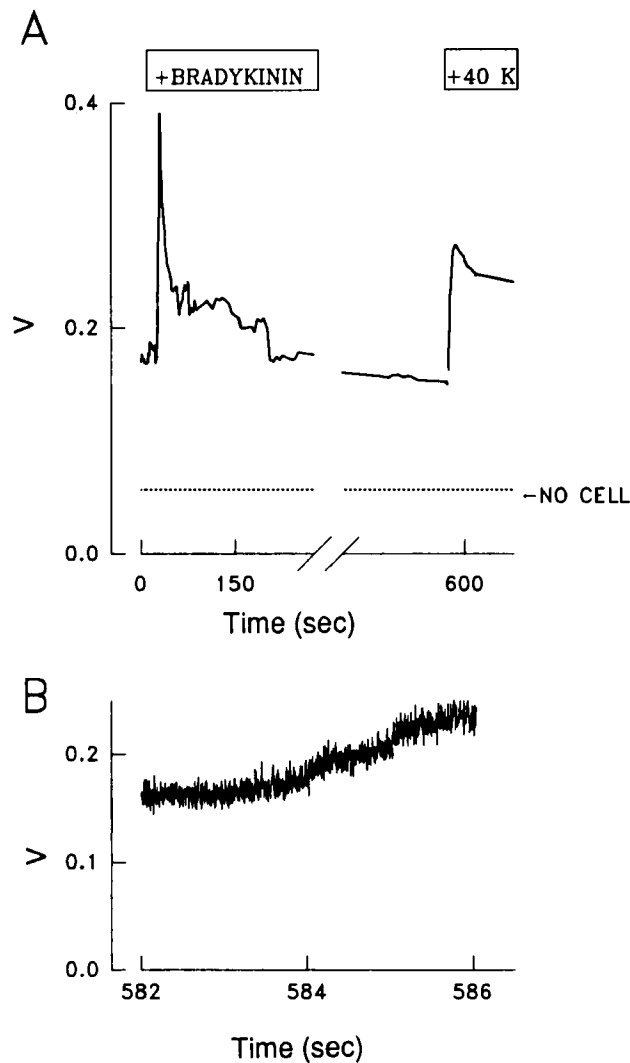 A
+BRADYKININ
+40 K
0.4
0.2
0.0
V
←NO CELL
0
150
600
Time (sec)
B
0.2
0.1
0.0
V
582
584
586
Time (sec)